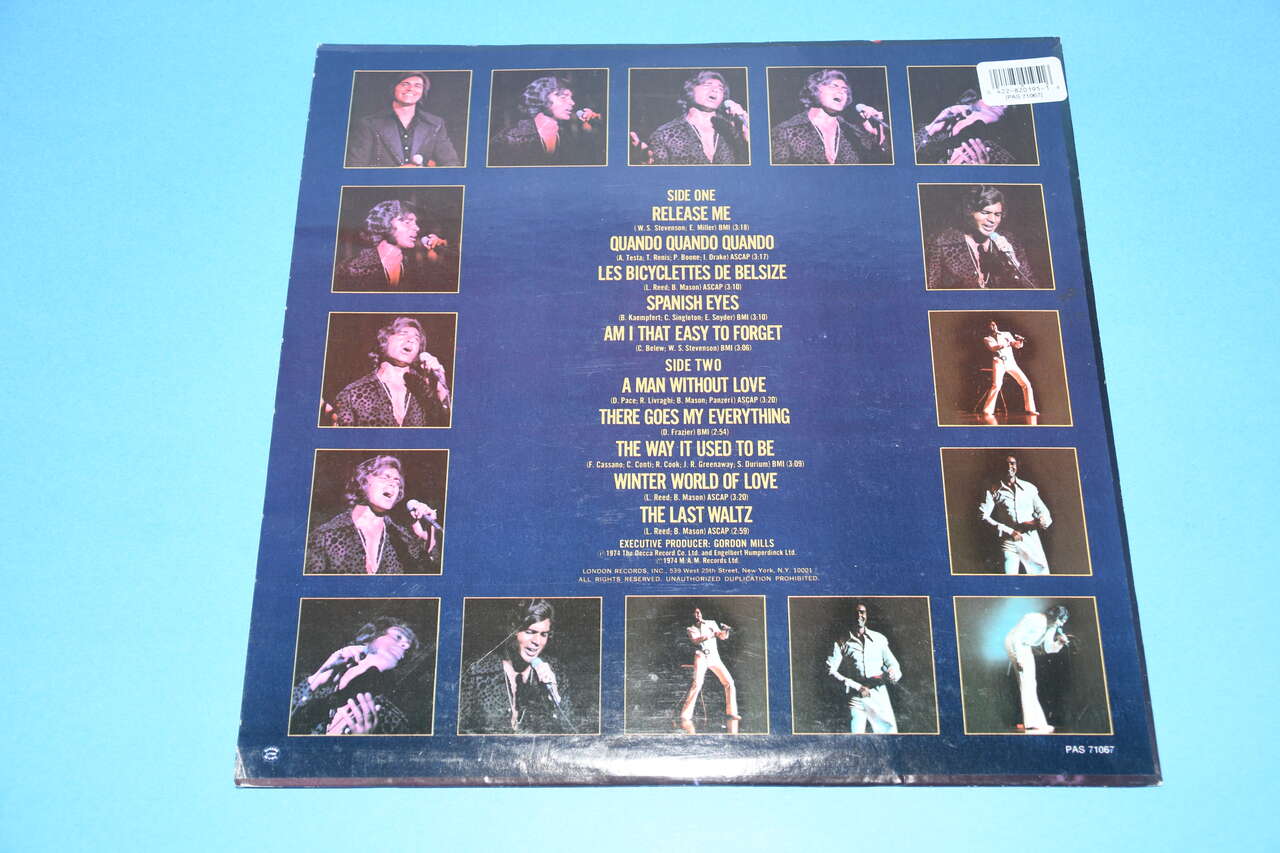 6 422-820195-1 4
(PAS 71067)
SIDE ONE
RELEASE ME
(W. S. Stevenson; E. Miller) BMI (3:18)
QUANDO QUANDO QUANDO
(A. Testa; T. Renis; P. Boone; I. Drake) ASCAP (3:17)
LES BICYCLETTES DE BELSIZE
(L. Reed; B. Mason) ASCAP (3:10)
SPANISH EYES
(B. Kaempfert; C. Singleton; E. Snyder) BMI (3:10)
AM I THAT EASY TO FORGET
(C. Belew; W. S. Stevenson) BMI (3:06)
SIDE TWO
A MAN WITHOUT LOVE
(D. Pace; R. Livraghi; B. Mason; Panzeri) ASCAP (3:20)
THERE GOES MY EVERYTHING
(D. Frazier) BMI (2:54)
THE WAY IT USED TO BE
(F. Cassano; C. Conti; R. Cook; J. R. Greenaway; S. Durium) BMI (3:09)
WINTER WORLD OF LOVE
(L. Reed; B. Mason) ASCAP (3:20)
THE LAST WALTZ
(L. Reed; B. Mason) ASCAP (2:59)
EXECUTIVE PRODUCER: GORDON MILLS
℗ 1974 The Decca Record Co. Ltd. and Engelbert Humperdinck Ltd.
© 1974 M.A.M. Records Ltd.
LONDON RECORDS, INC., 539 West 25th Street, New York, N.Y. 10001
ALL RIGHTS RESERVED. UNAUTHORIZED DUPLICATION PROHIBITED.
PAS 71067